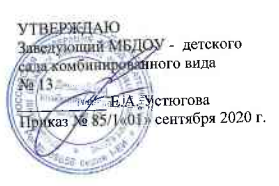 УТВЕРЖДАЮ
Заведующий МБДОУ - детского
сада комбинированного вида
№ 13
Е.А. Устюгова
Приказ № 85/1«01» сентября 2020 г.